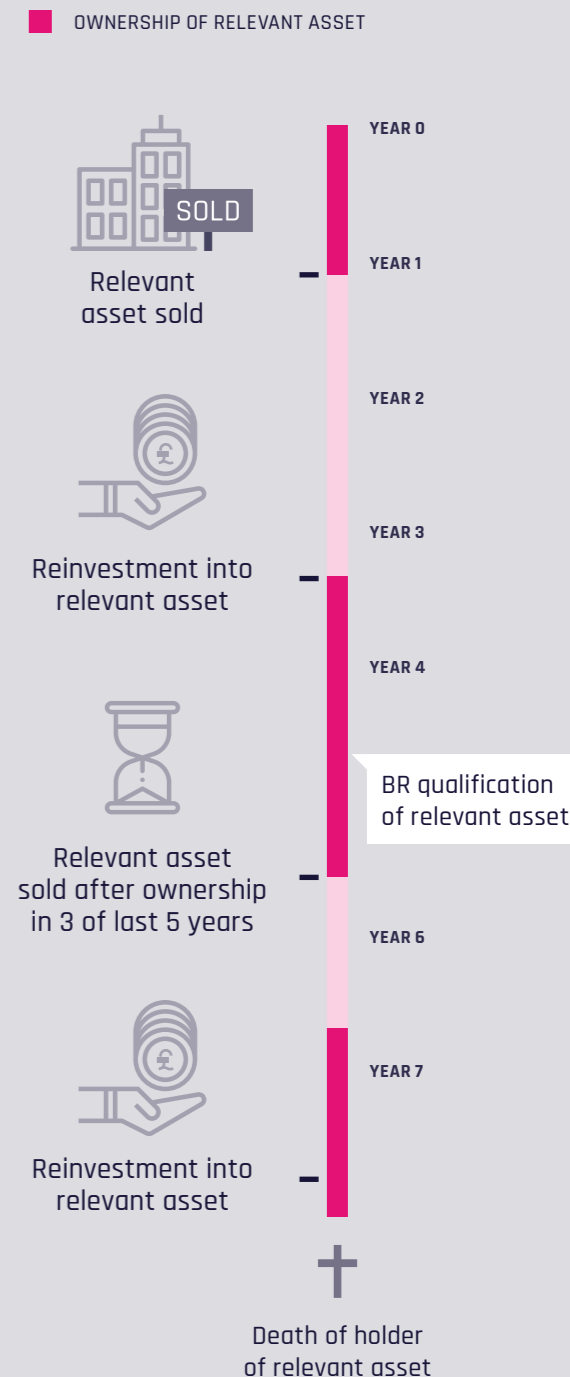 OWNERSHIP OF RELEVANT ASSET
YEAR 0
SOLD
YEAR 1
Relevant
asset sold
YEAR 2
£
YEAR 3
Reinvestment into
relevant asset
YEAR 4
BR qualification
of relevant asset
Relevant asset
sold after ownership
in 3 of last 5 years
YEAR 6
£
YEAR 7
Reinvestment into
relevant asset
Death of holder
of relevant asset